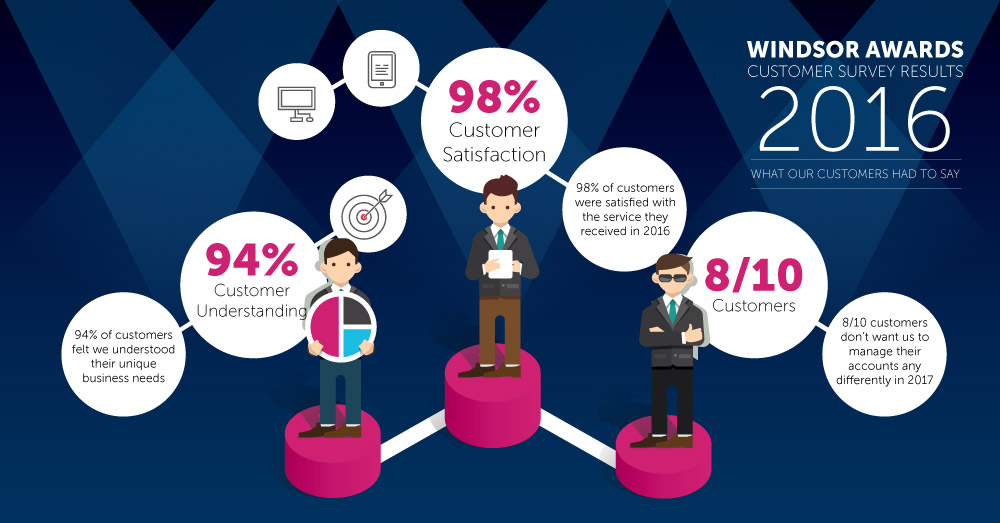 WINDSOR AWARDS
CUSTOMER SURVEY RESULTS
2016
WHAT OUR CUSTOMERS HAD TO SAY
98%
Customer
Satisfaction
98% of customers
were satisfied with
the service they
received in 2016
94%
Customer
Understanding
94% of customers
felt we understood
their unique
business needs
8/10
Customers
8/10 customers
don't want us to
manage their
accounts any
differently in 2017